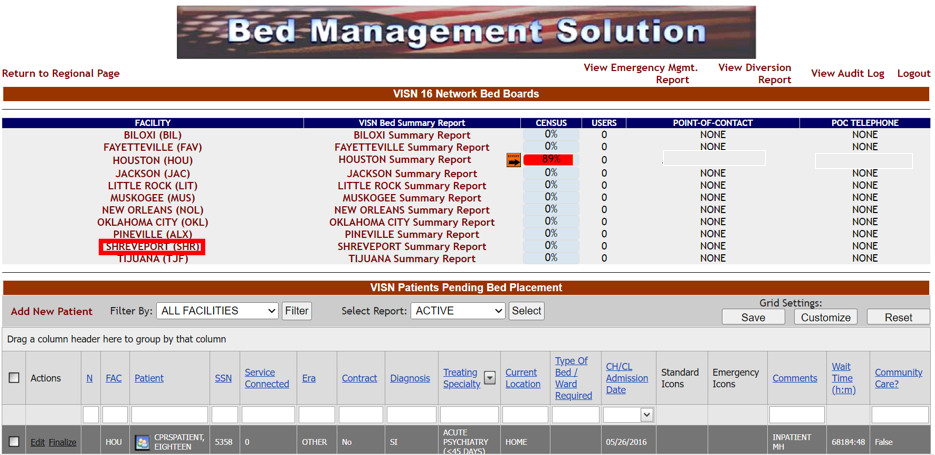 Bed Management Solution
Return to Regional Page
View Emergency Mgmt. Report
View Diversion Report
View Audit Log
Logout
VISN 16 Network Bed Boards
FACILITY VISN Bed Summary Report CENSUS USERS POINT-OF-CONTACT POC TELEPHONE
BILOXI (BIL) BILOXI Summary Report 0% 0 NONE NONE
FAYETTEVILLE (FAV) FAYETTEVILLE Summary Report 0% 0 NONE NONE
HOUSTON (HOU) HOUSTON Summary Report 89% 0
JACKSON (JAC) JACKSON Summary Report 0% 0 NONE NONE
LITTLE ROCK (LIT) LITTLE ROCK Summary Report 0% 0 NONE NONE
MUSKOGEE (MUS) MUSKOGEE Summary Report 0% 0 NONE NONE
NEW ORLEANS (NOL) NEW ORLEANS Summary Report 0% 0 NONE NONE
OKLAHOMA CITY (OKL) OKLAHOMA CITY Summary Report 0% 0 NONE NONE
PINEVILLE (ALX) PINEVILLE Summary Report 0% 0 NONE NONE
SHREVEPORT (SHR) SHREVEPORT Summary Report 0% 0 NONE NONE
TIJUANA (TJF) TIJUANA Summary Report 0% 0 NONE NONE
VISN Patients Pending Bed Placement
Add New Patient Filter By: ALL FACILITIES Filter Select Report: ACTIVE Select
Grid Settings:
Save Customize Reset
Drag a column header here to group by that column
Actions N FAC Patient SSN Service Connected Era Contract Diagnosis Treating Specialty Current Location Type Of Bed / Ward Required CH/CL Admission Date Standard Icons Emergency Icons Comments Wait Time (h:m) Community Care?
Edit Finalize HOU CPRSPATIENT, EIGHTEEN 5358 0 OTHER No SI ACUTE PSYCHIATRY (<45 DAYS) HOME 05/26/2016 INPATIENT MH 68184:48 False